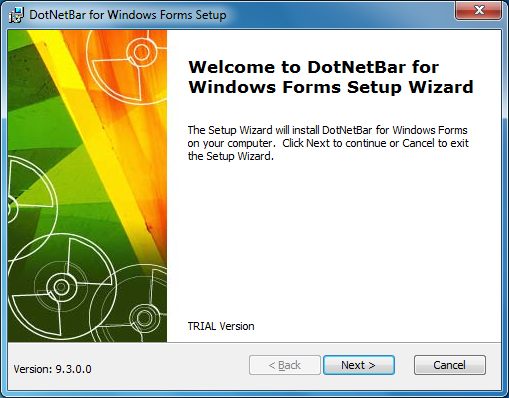 DotNetBar for Windows Forms Setup
Welcome to DotNetBar for
Windows Forms Setup Wizard
The Setup Wizard will install DotNetBar for Windows Forms
on your computer.  Click Next to continue or Cancel to exit
the Setup Wizard.
TRIAL Version
Version: 9.3.0.0
< Back
Next >
Cancel